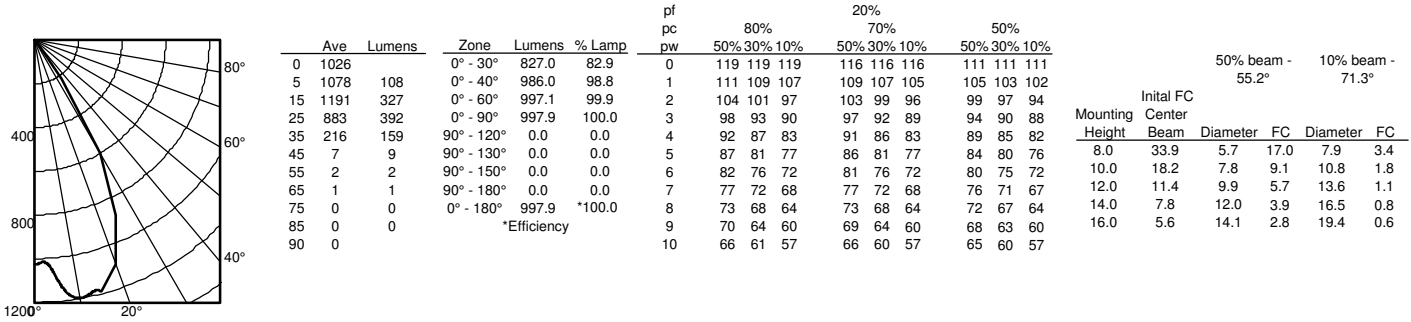 80°
60°
40°
20°
400
800
1200°
Ave Lumens
0 1026
5 1078 108
15 1191 327
25 883 392
35 216 159
45 7 9
55 2 2
65 1 1
75 0 0
85 0 0
90 0
Zone Lumens % Lamp
0° - 30° 827.0 82.9
0° - 40° 986.0 98.8
0° - 60° 997.1 99.9
0° - 90° 997.9 100.0
90° - 120° 0.0 0.0
90° - 130° 0.0 0.0
90° - 150° 0.0 0.0
90° - 180° 0.0 0.0
0° - 180° 997.9 *100.0
*Efficiency
pf 20%
pc 80% 70% 50%
pw 50% 30% 10% 50% 30% 10% 50% 30% 10%
0 119 119 119 116 116 116 111 111 111
1 111 109 107 109 107 105 105 103 102
2 104 101 97 103 99 96 99 97 94
3 98 93 90 97 92 89 94 90 88
4 92 87 83 91 86 83 89 85 82
5 87 81 77 86 81 77 84 80 76
6 82 76 72 81 76 72 80 75 72
7 77 72 68 77 72 68 76 71 67
8 73 68 64 73 68 64 72 67 64
9 70 64 60 69 64 60 68 63 60
10 66 61 57 66 60 57 65 60 57
50% beam - 10% beam -
55.2° 71.3°
Inital FC
Mounting Center
Height Beam Diameter FC Diameter FC
8.0 33.9 5.7 17.0 7.9 3.4
10.0 18.2 7.8 9.1 10.8 1.8
12.0 11.4 9.9 5.7 13.6 1.1
14.0 7.8 12.0 3.9 16.5 0.8
16.0 5.6 14.1 2.8 19.4 0.6